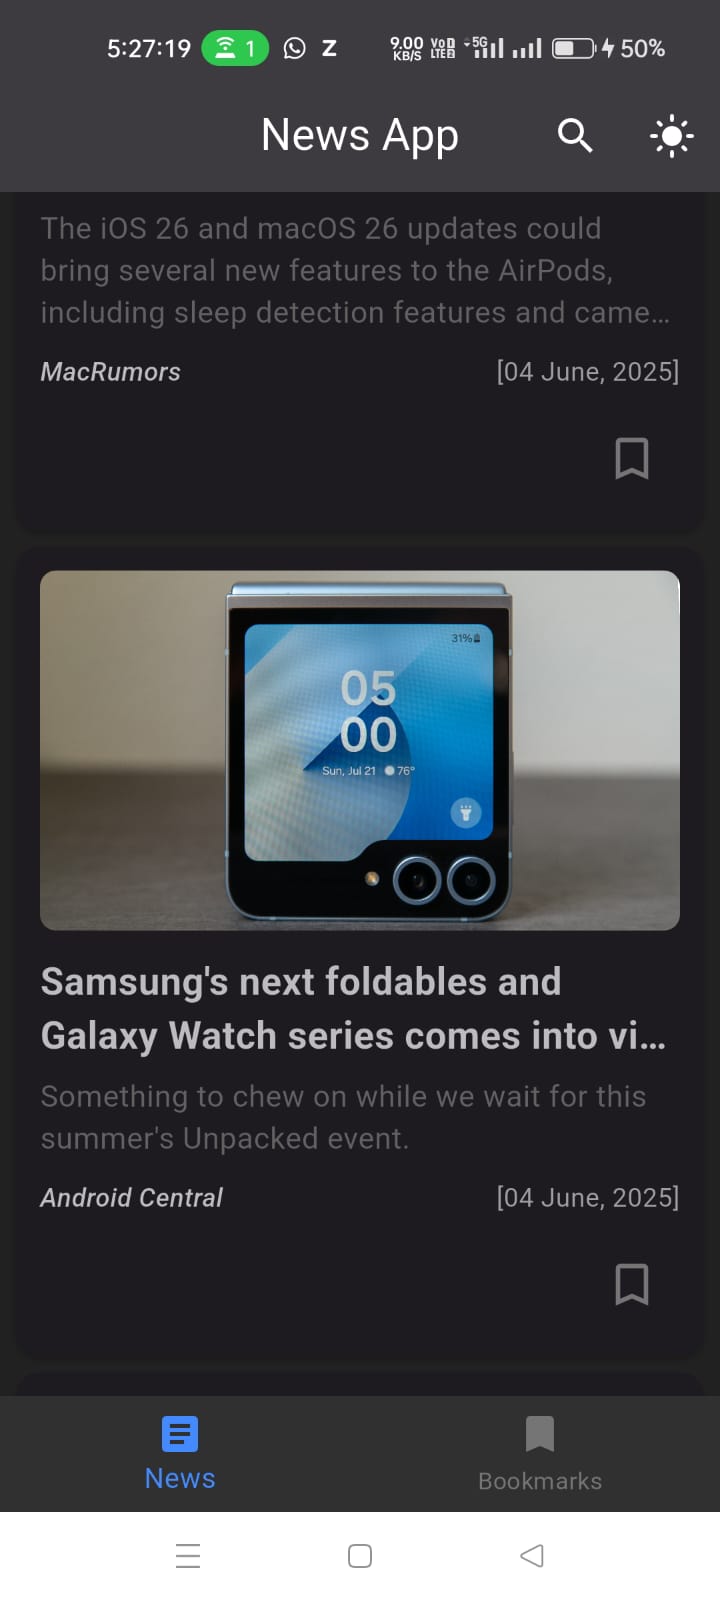 5:27:19 1 Z 9.00 KB/S VoD LTE2 5G 50%
News App
The iOS 26 and macOS 26 updates could
bring several new features to the AirPods,
including sleep detection features and came…
MacRumors [04 June, 2025]
31%
05
00
Sun, Jul 21 76°
Samsung's next foldables and
Galaxy Watch series comes into vi…
Something to chew on while we wait for this
summer's Unpacked event.
Android Central [04 June, 2025]
News Bookmarks